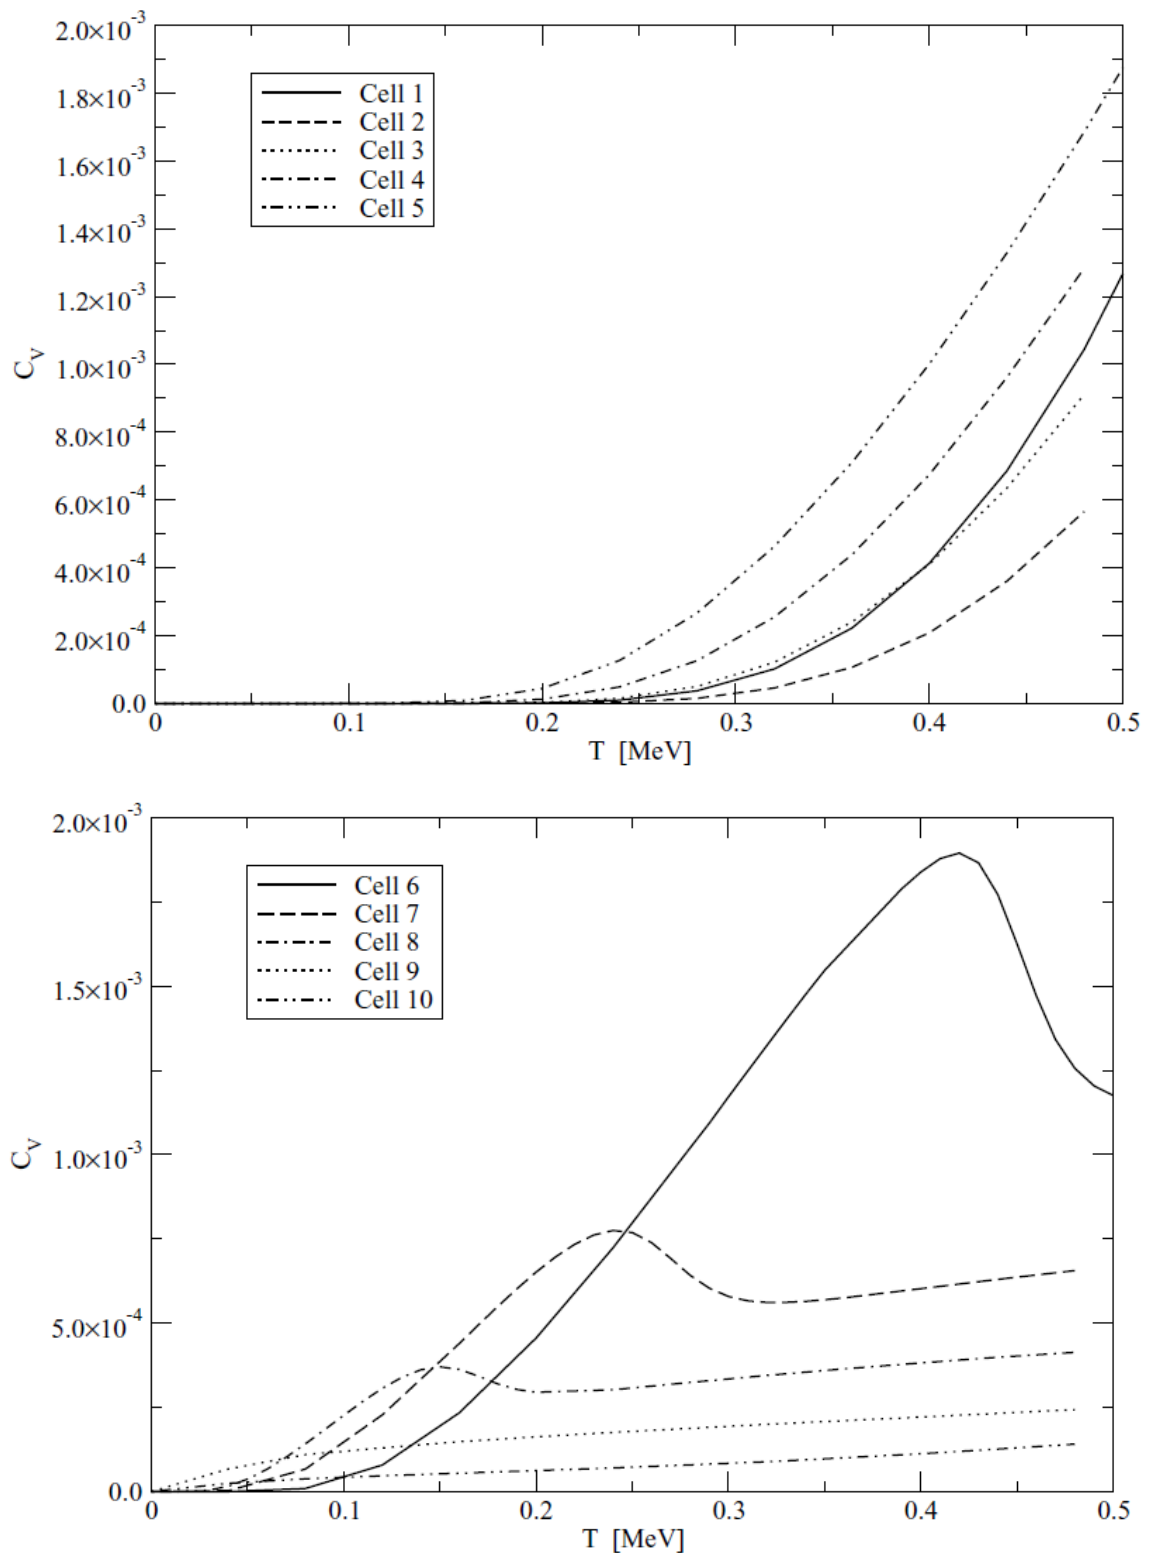 2.0×10⁻³
1.8×10⁻³
1.6×10⁻³
1.4×10⁻³
1.2×10⁻³
1.0×10⁻³
8.0×10⁻⁴
6.0×10⁻⁴
4.0×10⁻⁴
2.0×10⁻⁴
0.0
C_V
Cell 1
Cell 2
Cell 3
Cell 4
Cell 5
0 0.1 0.2 0.3 0.4 0.5
T [MeV]
2.0×10⁻³
1.5×10⁻³
1.0×10⁻³
5.0×10⁻⁴
0.0
C_V
Cell 6
Cell 7
Cell 8
Cell 9
Cell 10
0 0.1 0.2 0.3 0.4 0.5
T [MeV]